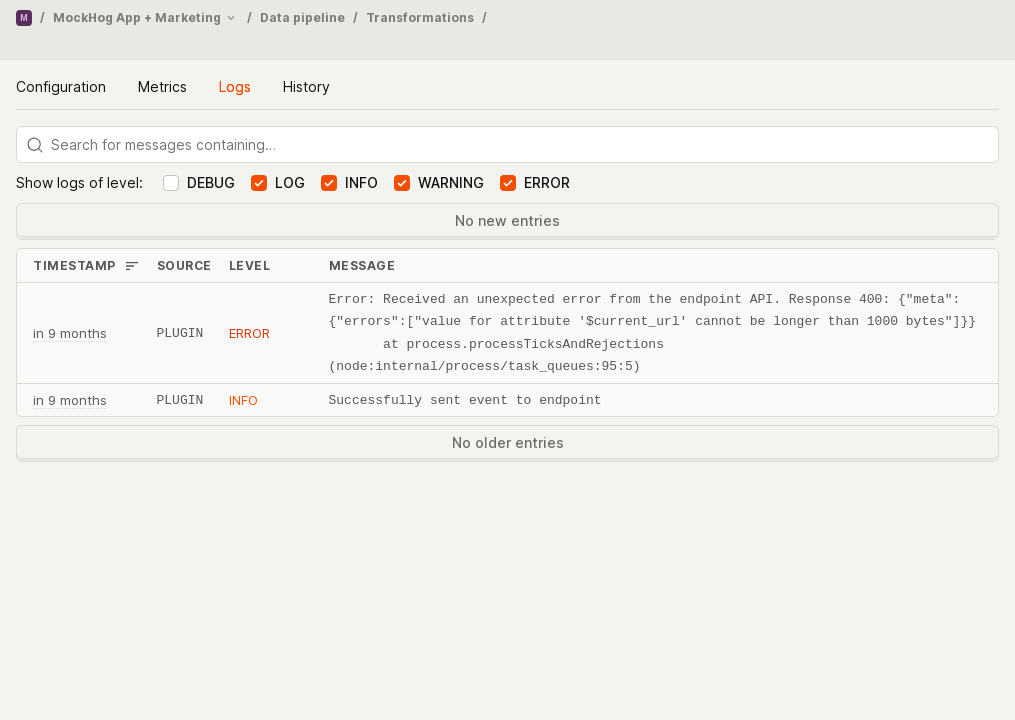 M / MockHog App + Marketing / Data pipeline / Transformations /
Configuration Metrics Logs History
Search for messages containing…
Show logs of level: DEBUG LOG INFO WARNING ERROR
No new entries
TIMESTAMP SOURCE LEVEL MESSAGE
in 9 months PLUGIN ERROR Error: Received an unexpected error from the endpoint API. Response 400: {"meta":
{"errors":["value for attribute '$current_url' cannot be longer than 1000 bytes"]}}
at process.processTicksAndRejections
(node:internal/process/task_queues:95:5)
in 9 months PLUGIN INFO Successfully sent event to endpoint
No older entries